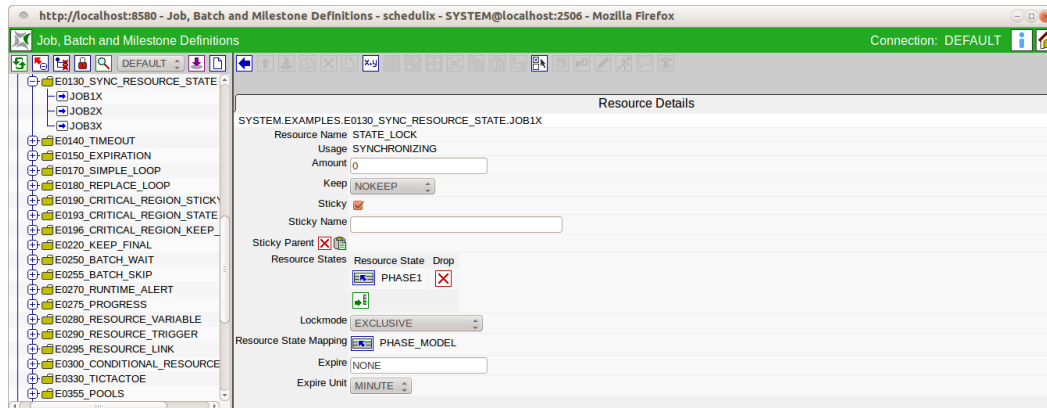 http://localhost:8580 - Job, Batch and Milestone Definitions - schedulix - SYSTEM@localhost:2506 - Mozilla Firefox
Job, Batch and Milestone Definitions
Connection: DEFAULT
DEFAULT
x-y
E0130_SYNC_RESOURCE_STATE
JOB1X
JOB2X
JOB3X
E0140_TIMEOUT
E0150_EXPIRATION
E0170_SIMPLE_LOOP
E0180_REPLACE_LOOP
E0190_CRITICAL_REGION_STICKY
E0193_CRITICAL_REGION_STATE
E0196_CRITICAL_REGION_KEEP_
E0220_KEEP_FINAL
E0250_BATCH_WAIT
E0255_BATCH_SKIP
E0270_RUNTIME_ALERT
E0275_PROGRESS
E0280_RESOURCE_VARIABLE
E0290_RESOURCE_TRIGGER
E0295_RESOURCE_LINK
E0300_CONDITIONAL_RESOURCE
E0330_TICTACTOE
E0355_POOLS
Resource Details
SYSTEM.EXAMPLES.E0130_SYNC_RESOURCE_STATE.JOB1X
Resource Name STATE_LOCK
Usage SYNCHRONIZING
Amount 0
Keep NOKEEP
Sticky
Sticky Name
Sticky Parent
Resource States Resource State Drop
PHASE1
Lockmode EXCLUSIVE
Resource State Mapping PHASE_MODEL
Expire NONE
Expire Unit MINUTE